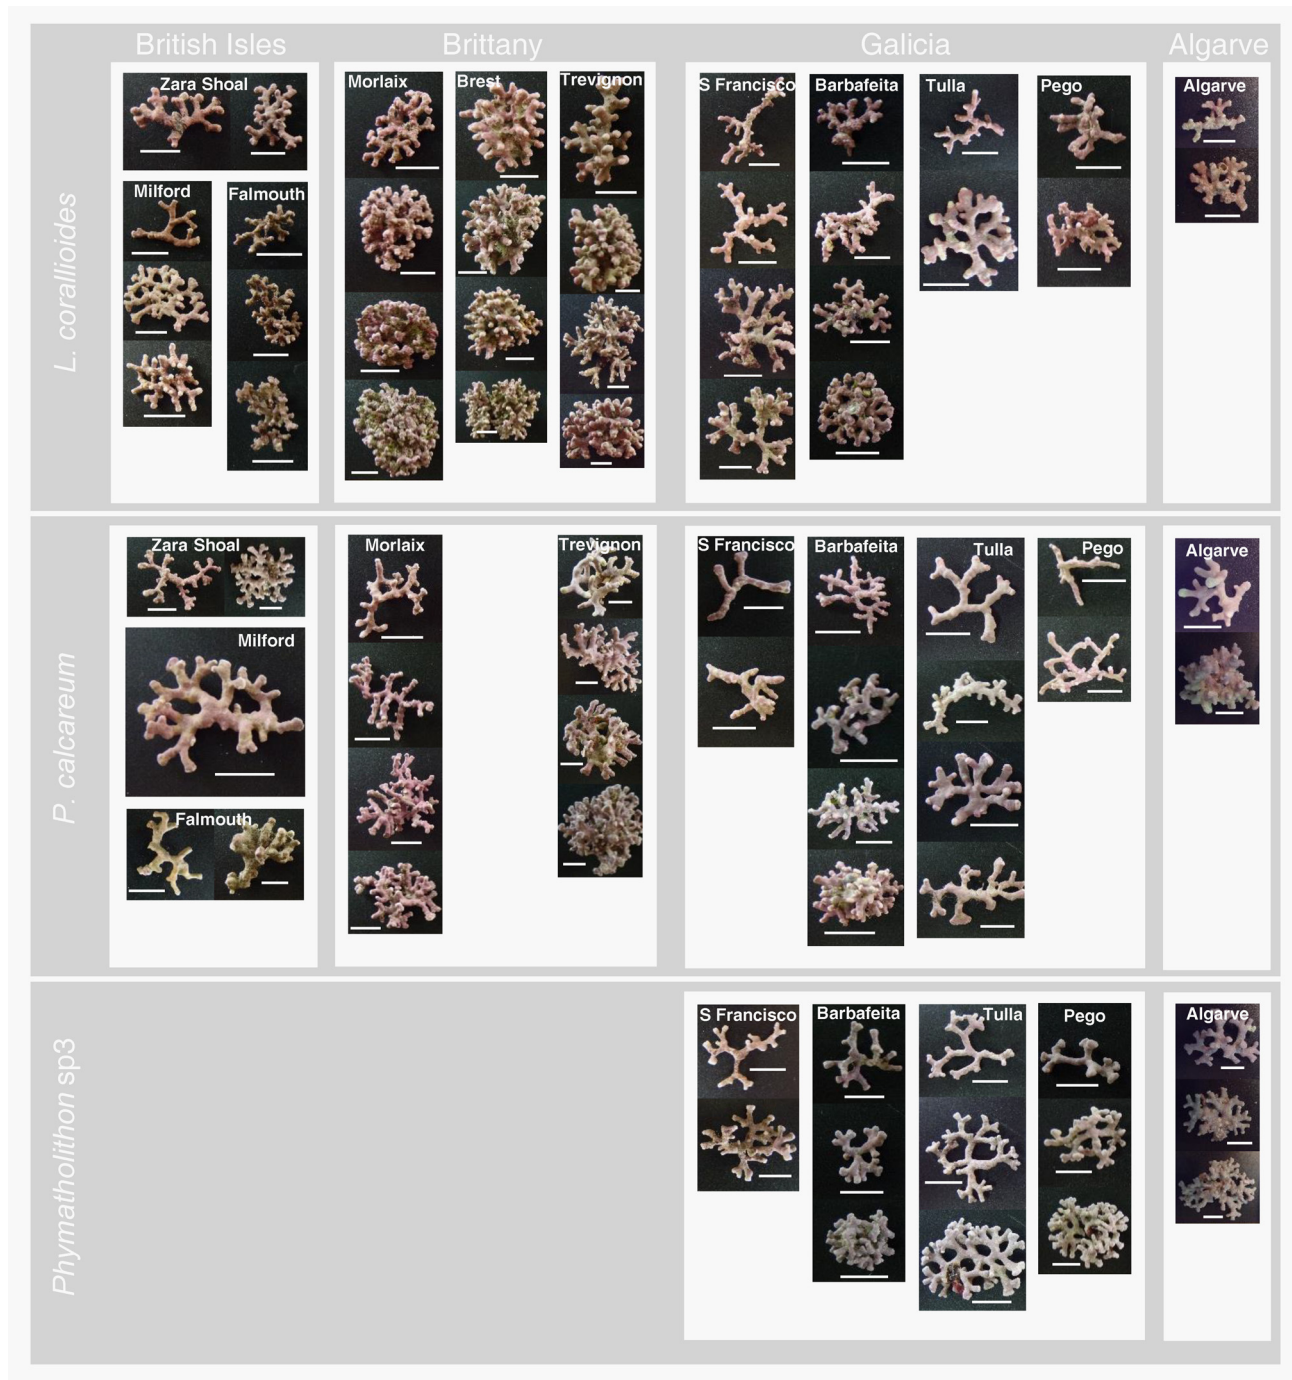 British Isles
Brittany
Galicia
Algarve
L. corallioides
Zara Shoal
Milford
Falmouth
Morlaix
Brest
Trevignon
S Francisco
Barbafeita
Tulla
Pego
Algarve
P. calcareum
Zara Shoal
Milford
Falmouth
Morlaix
Trevignon
S Francisco
Barbafeita
Tulla
Pego
Algarve
Phymatholithon sp3
S Francisco
Barbafeita
Tulla
Pego
Algarve